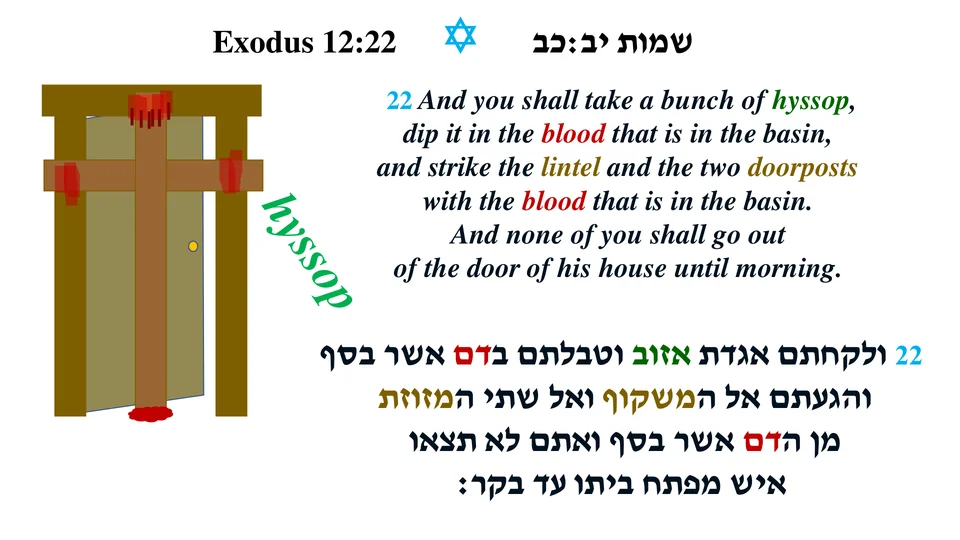 Exodus 12:22
שמות יב:כב
22 And you shall take a bunch of hyssop,
dip it in the blood that is in the basin,
and strike the lintel and the two doorposts
with the blood that is in the basin.
And none of you shall go out
of the door of his house until morning.
hyssop
22 ולקחתם אגדת אזוב וטבלתם בדם אשר בסף
והגעתם אל המשקוף ואל שתי המזוזת
מן הדם אשר בסף ואתם לא תצאו
איש מפתח ביתו עד בקר: